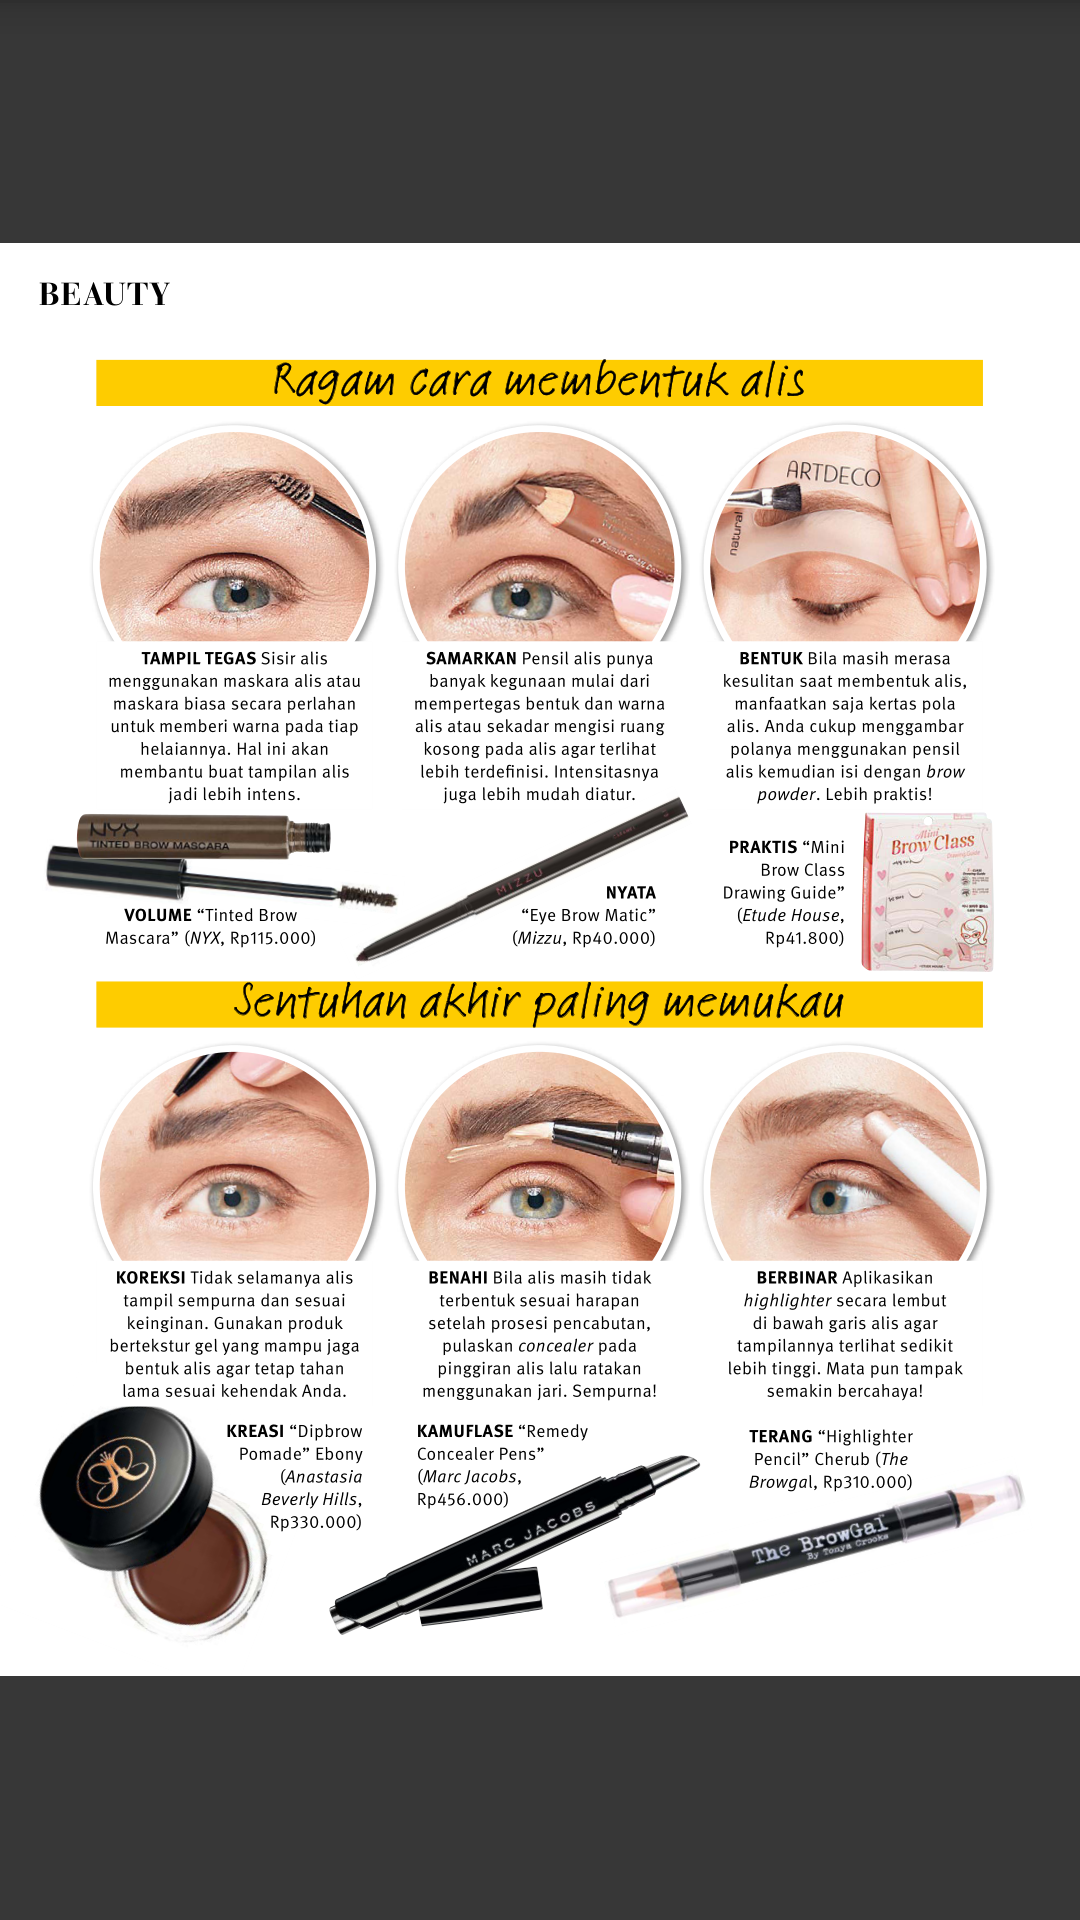 BEAUTY
Ragam cara membentuk alis
ARTDECO
natural
TAMPIL TEGAS Sisir alis
menggunakan maskara alis atau
maskara biasa secara perlahan
untuk memberi warna pada tiap
helaiannya. Hal ini akan
membantu buat tampilan alis
jadi lebih intens.
SAMARKAN Pensil alis punya
banyak kegunaan mulai dari
mempertegas bentuk dan warna
alis atau sekadar mengisi ruang
kosong pada alis agar terlihat
lebih terdefinisi. Intensitasnya
juga lebih mudah diatur.
BENTUK Bila masih merasa
kesulitan saat membentuk alis,
manfaatkan saja kertas pola
alis. Anda cukup menggambar
polanya menggunakan pensil
alis kemudian isi dengan brow
powder. Lebih praktis!
NYX
TINTED BROW MASCARA
VOLUME “Tinted Brow
Mascara” (NYX, Rp115.000)
MIZZU
NYATA
“Eye Brow Matic”
(Mizzu, Rp40.000)
PRAKTIS “Mini
Brow Class
Drawing Guide”
(Etude House,
Rp41.800)
Mini
Brow Class
Drawing Guide
Sentuhan akhir paling memukau
KOREKSI Tidak selamanya alis
tampil sempurna dan sesuai
keinginan. Gunakan produk
bertekstur gel yang mampu jaga
bentuk alis agar tetap tahan
lama sesuai kehendak Anda.
BENAHI Bila alis masih tidak
terbentuk sesuai harapan
setelah prosesi pencabutan,
pulaskan concealer pada
pinggiran alis lalu ratakan
menggunakan jari. Sempurna!
BERBINAR Aplikasikan
highlighter secara lembut
di bawah garis alis agar
tampilannya terlihat sedikit
lebih tinggi. Mata pun tampak
semakin bercahaya!
KREASI “Dipbrow
Pomade” Ebony
(Anastasia
Beverly Hills,
Rp330.000)
KAMUFLASE “Remedy
Concealer Pens”
(Marc Jacobs,
Rp456.000)
MARC JACOBS
TERANG “Highlighter
Pencil” Cherub (The
Browgal, Rp310.000)
The BrowGal
By Tonya Crooks